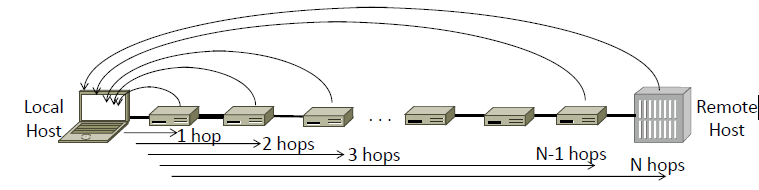 Local
Host
1 hop
2 hops
3 hops
. . .
N-1 hops
N hops
Remote
Host